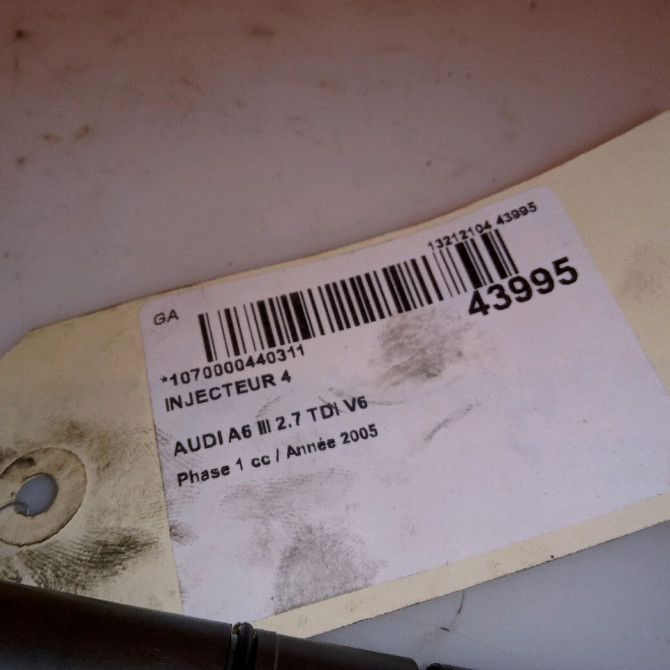 13212104 43995
GA
43995
*1070000440311
INJECTEUR 4
AUDI A6 III 2.7 TDI V6
Phase 1 cc / Année 2005